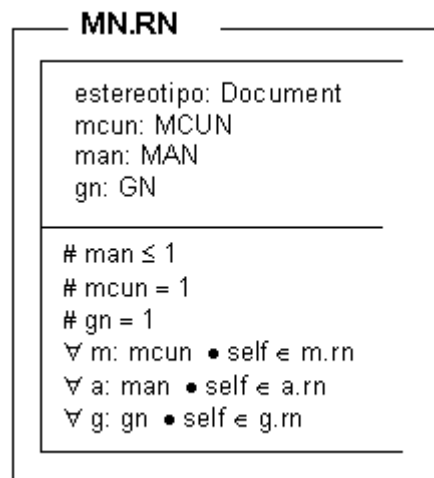 MN.RN
estereotipo: Document
mcun: MCUN
man: MAN
gn: GN
# man ≤ 1
# mcun = 1
# gn = 1
∀ m: mcun ● self ∈ m.rn
∀ a: man ● self ∈ a.rn
∀ g: gn ● self ∈ g.rn